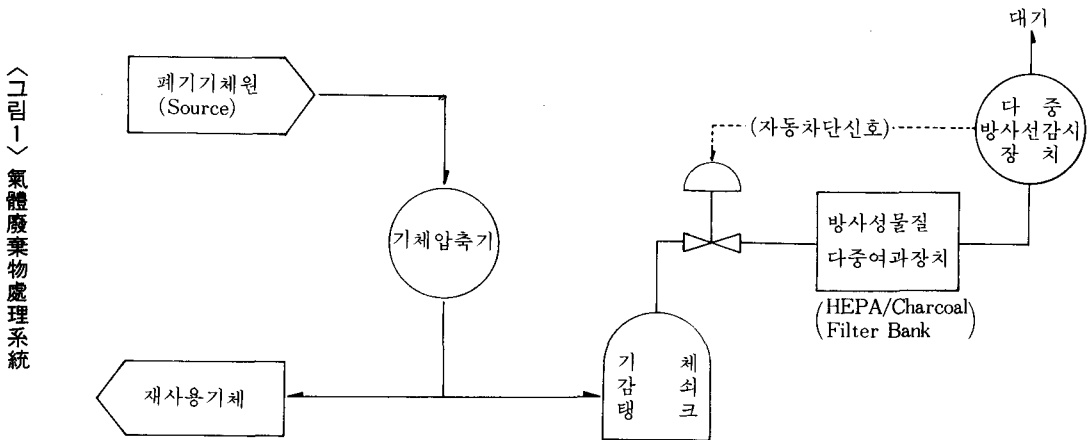 〈그림 1〉 氣體廢棄物處理系統
폐기기체원
(Source)
기체압축기
재사용기체
기 체
감 쇠
탱 크
(자동차단신호)
방사성물질
다중여과장치
(HEPA/Charcoal
Filter Bank)
다 중
방사선감시
장 치
대기